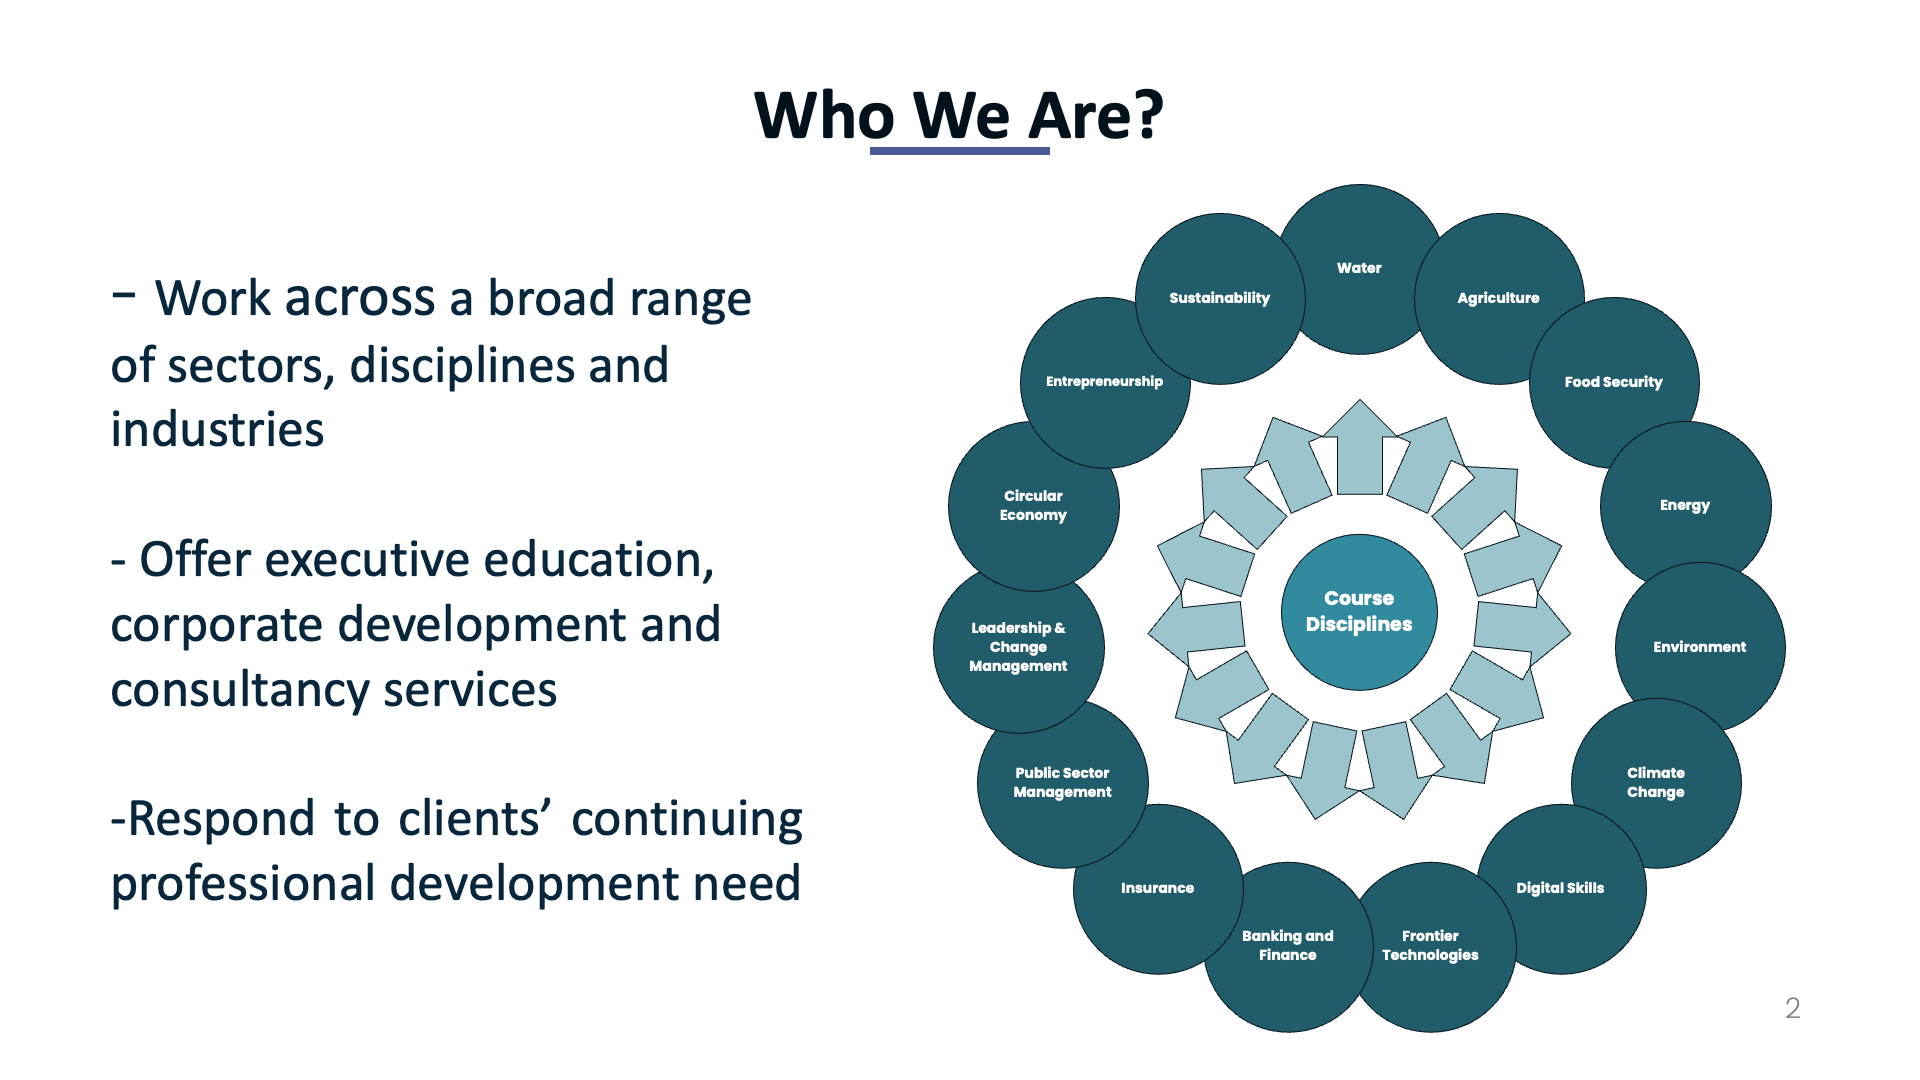 Who We Are?
– Work across a broad range
of sectors, disciplines and
industries
- Offer executive education,
corporate development and
consultancy services
-Respond to clients’ continuing
professional development need
Water
Agriculture
Food Security
Energy
Environment
Climate
Change
Digital Skills
Frontier
Technologies
Banking and
Finance
Insurance
Public Sector
Management
Leadership &
Change
Management
Circular
Economy
Entrepreneurship
Sustainability
Course
Disciplines
2